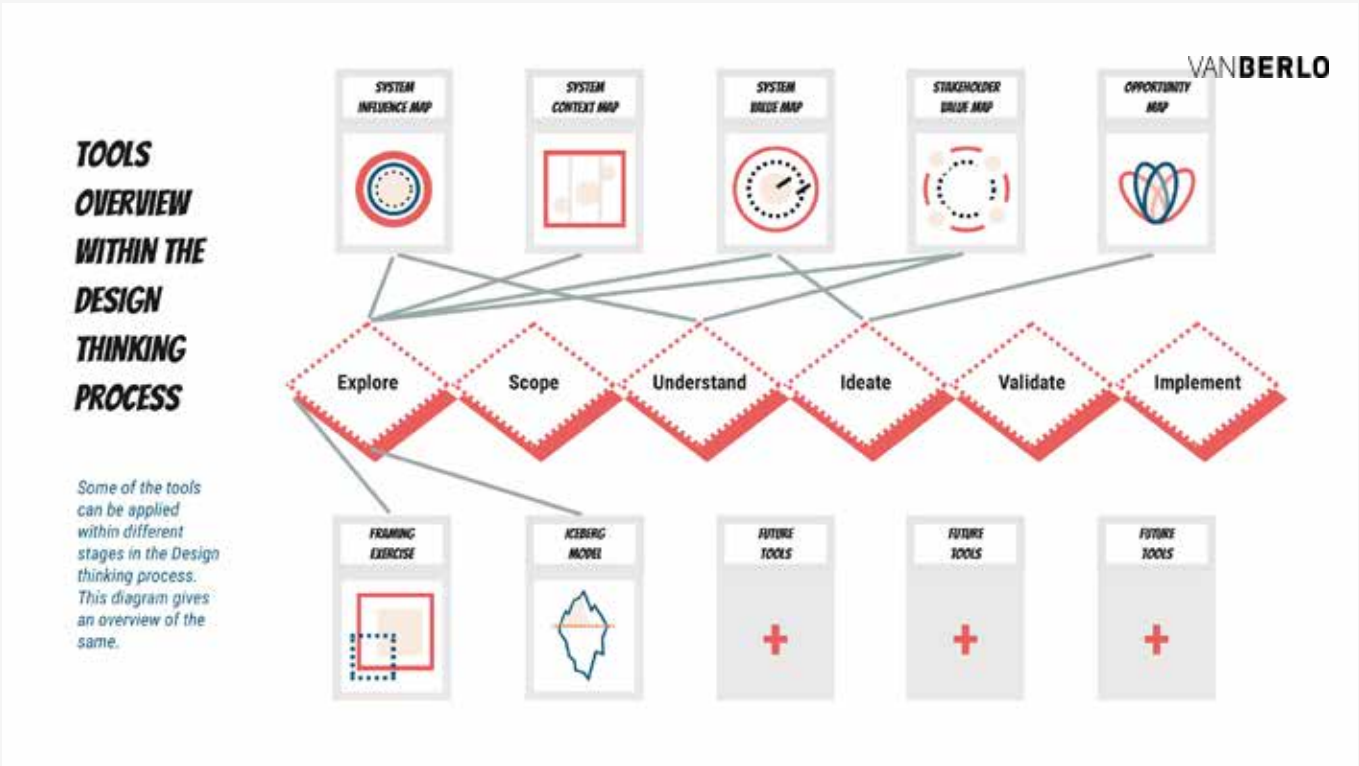 VANBERLO
TOOLS
OVERVIEW
WITHIN THE
DESIGN
THINKING
PROCESS
Some of the tools
can be applied
within different
stages in the Design
thinking process.
This diagram gives
an overview of the
same.
SYSTEM
INFLUENCE MAP
SYSTEM
CONTEXT MAP
SYSTEM
VALUE MAP
STAKEHOLDER
VALUE MAP
OPPORTUNITY
MAP
Explore
Scope
Understand
Ideate
Validate
Implement
FRAMING
EXERCISE
ICEBERG
MODEL
FUTURE
TOOLS
FUTURE
TOOLS
FUTURE
TOOLS